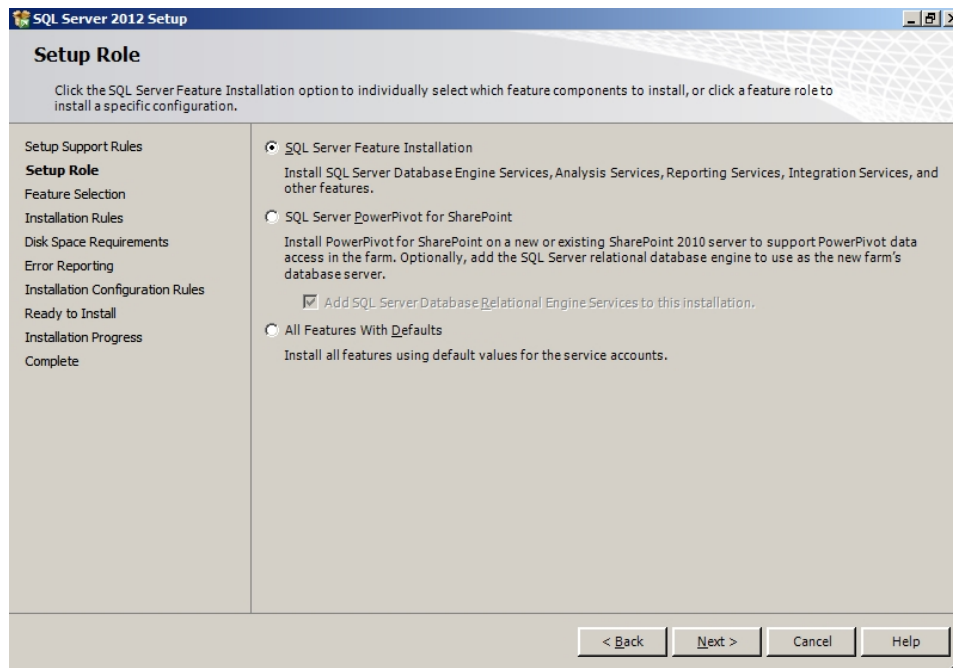 SQL Server 2012 Setup
Setup Role
Click the SQL Server Feature Installation option to individually select which feature components to install, or click a feature role to
install a specific configuration.
Setup Support Rules
Setup Role
Feature Selection
Installation Rules
Disk Space Requirements
Error Reporting
Installation Configuration Rules
Ready to Install
Installation Progress
Complete
SQL Server Feature Installation
Install SQL Server Database Engine Services, Analysis Services, Reporting Services, Integration Services, and
other features.
SQL Server PowerPivot for SharePoint
Install PowerPivot for SharePoint on a new or existing SharePoint 2010 server to support PowerPivot data
access in the farm. Optionally, add the SQL Server relational database engine to use as the new farm's
database server.
Add SQL Server Database Relational Engine Services to this installation.
All Features With Defaults
Install all features using default values for the service accounts.
< Back
Next >
Cancel
Help